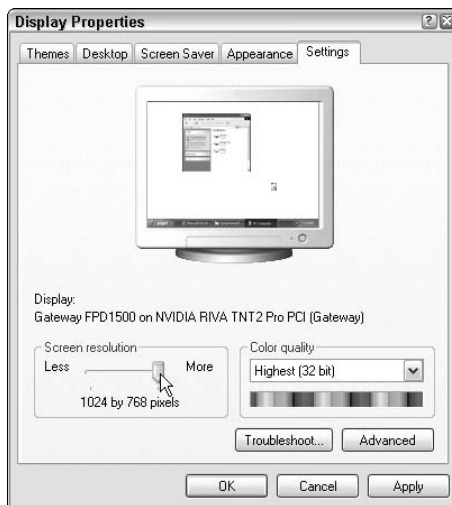 Display Properties
Themes Desktop Screen Saver Appearance Settings
Display:
Gateway FPD1500 on NVIDIA RIVA TNT2 Pro PCI (Gateway)
Screen resolution
Less More
1024 by 768 pixels
Color quality
Highest (32 bit)
Troubleshoot... Advanced
OK Cancel Apply